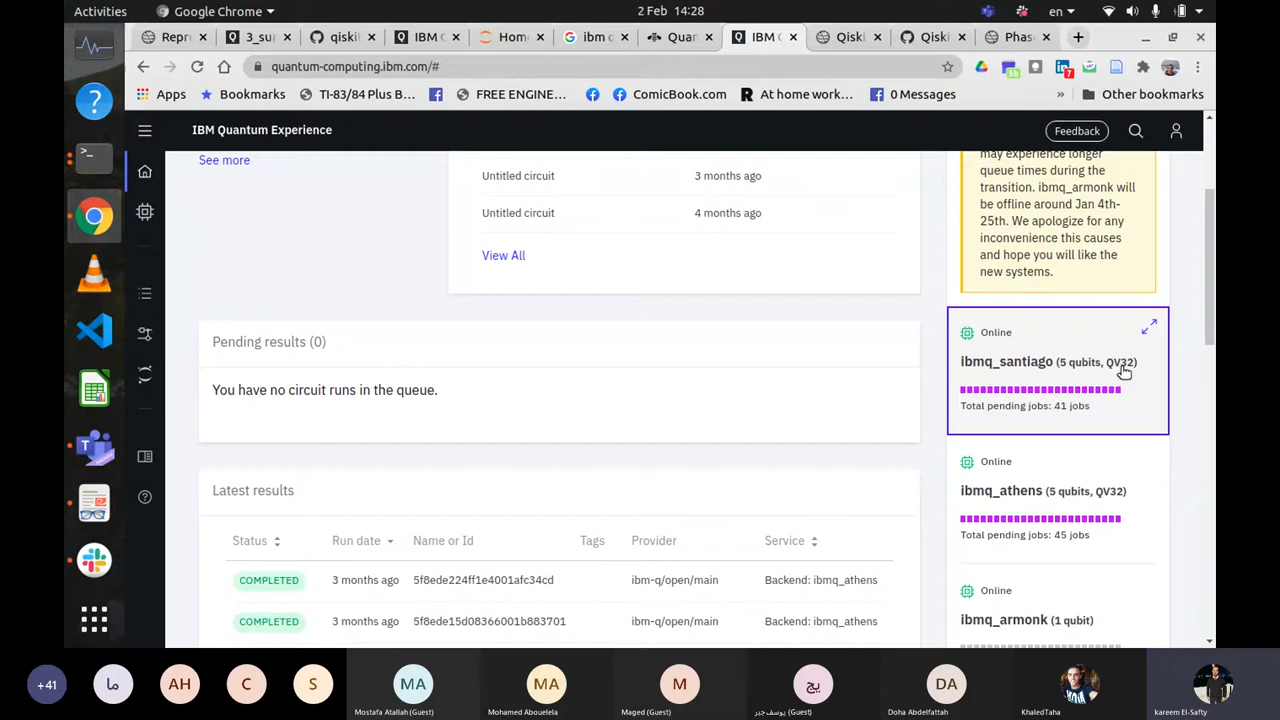 Activities
Google Chrome
2 Feb 14:28
en
Repr
3_su
qiskit
IBM Q
Home
ibm q
Quan
IBM Q
Qiski
Qiski
Phase
quantum-computing.ibm.com/#
Apps
Bookmarks
TI-83/84 Plus B...
FREE ENGINE...
ComicBook.com
At home work...
0 Messages
»
Other bookmarks
IBM Quantum Experience
Feedback
See more
Untitled circuit 3 months ago
Untitled circuit 4 months ago
View All
may experience longer
queue times during the
transition. ibmq_armonk will
be offline around Jan 4th-
25th. We apologize for any
inconvenience this causes
and hope you will like the
new systems.
Pending results (0)
You have no circuit runs in the queue.
Online
ibmq_santiago (5 qubits, QV32)
Total pending jobs: 41 jobs
Online
ibmq_athens (5 qubits, QV32)
Total pending jobs: 45 jobs
Online
ibmq_armonk (1 qubit)
Latest results
Status Run date Name or Id Tags Provider Service
COMPLETED 3 months ago 5f8ede224ff1e4001afc34cd ibm-q/open/main Backend: ibmq_athens
COMPLETED 3 months ago 5f8ede15d08366001b883701 ibm-q/open/main Backend: ibmq_athens
+41
ما
AH
C
S
MA
Mostafa Atallah (Guest)
MA
Mohamed Abouelela
M
Maged (Guest)
يج
يوسف جبر (Guest)
DA
Doha Abdelfattah
KhaledTaha
kareem El-Safty